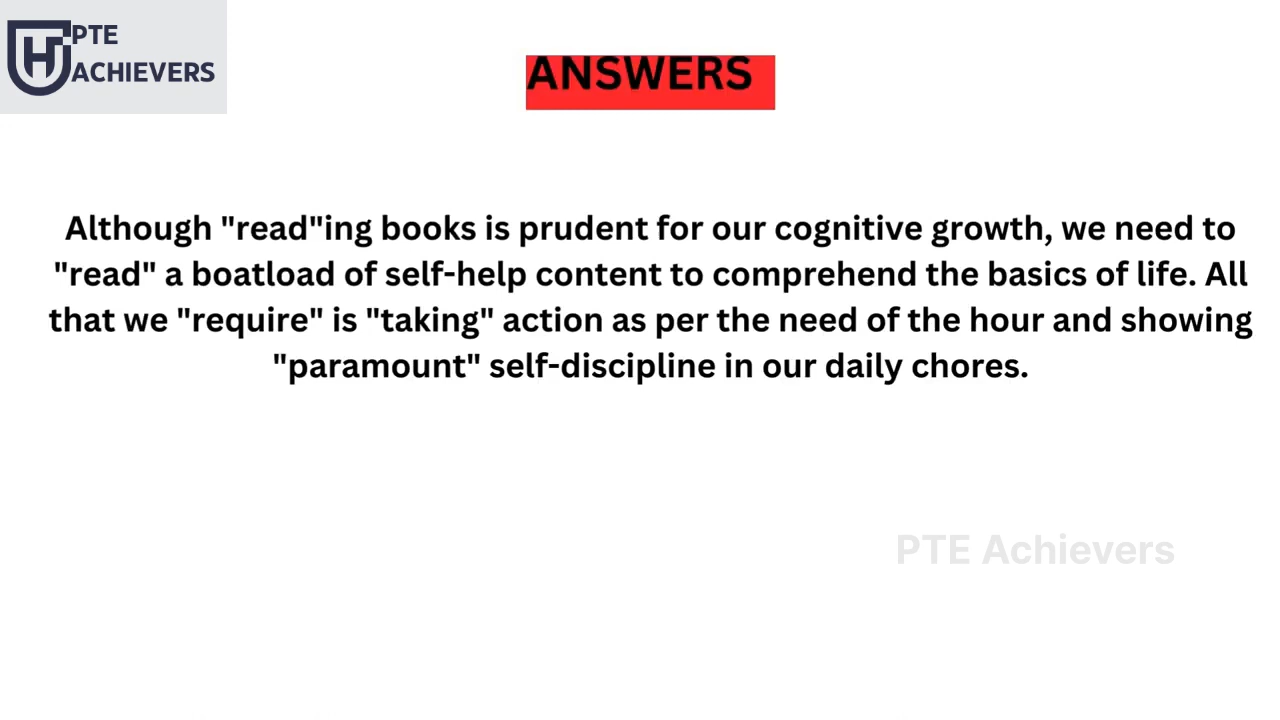 PTE
ACHIEVERS
ANSWERS
Although "read"ing books is prudent for our cognitive growth, we need to
"read" a boatload of self-help content to comprehend the basics of life. All
that we "require" is "taking" action as per the need of the hour and showing
"paramount" self-discipline in our daily chores.
PTE Achievers